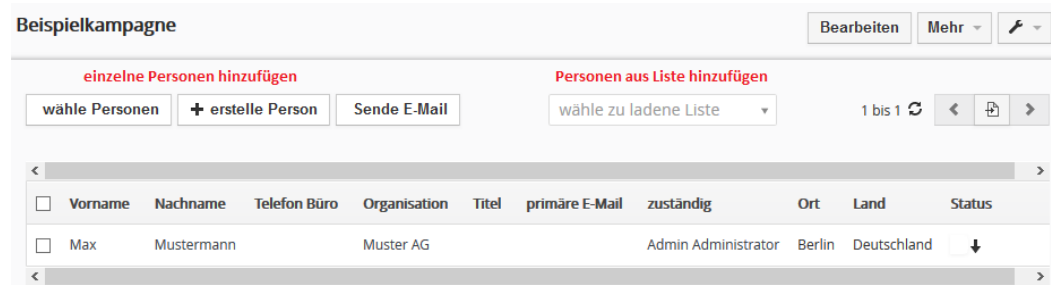 Beispielkampagne
Bearbeiten Mehr
einzelne Personen hinzufügen Personen aus Liste hinzufügen
wähle Personen + erstelle Person Sende E-Mail wähle zu ladene Liste 1 bis 1
Vorname Nachname Telefon Büro Organisation Titel primäre E-Mail zuständig Ort Land Status
Max Mustermann Muster AG Admin Administrator Berlin Deutschland